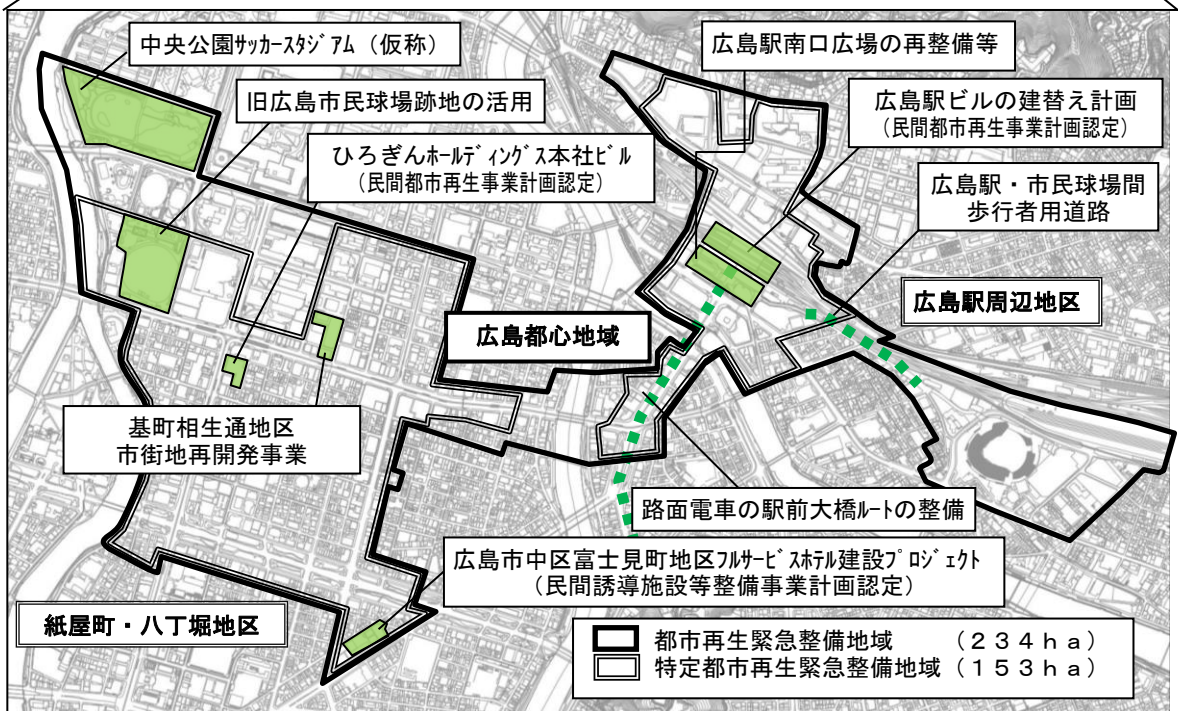 中央公園ｻｯｶｰｽﾀｼﾞｱﾑ（仮称）
旧広島市民球場跡地の活用
ひろぎんﾎｰﾙﾃﾞｨﾝｸﾞｽ本社ビル
（民間都市再生事業計画認定）
広島駅南口広場の再整備等
広島駅ビルの建替え計画
（民間都市再生事業計画認定）
広島駅・市民球場間
歩行者用道路
広島都心地域
広島駅周辺地区
基町相生通地区
市街地再開発事業
路面電車の駅前大橋ﾙｰﾄの整備
広島市中区富士見町地区ﾌﾙｻｰﾋﾞｽﾎﾃﾙ建設ﾌﾟﾛｼﾞｪｸﾄ
（民間誘導施設等整備事業計画認定）
紙屋町・八丁堀地区
都市再生緊急整備地域　　（２３４ｈａ）
特定都市再生緊急整備地域（１５３ｈａ）